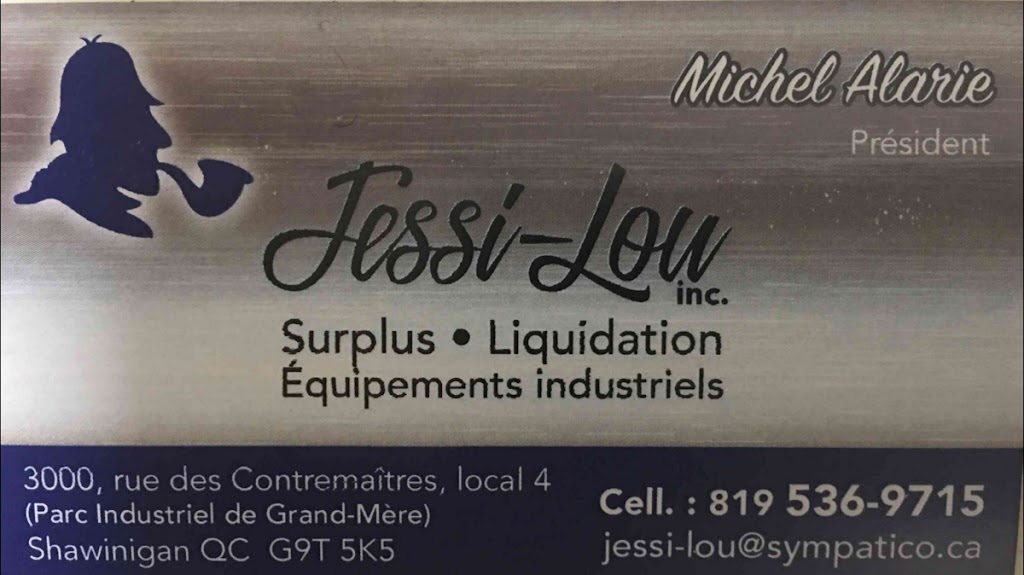 Michel Alarie
Président
Jessi-Lou
inc.
Surplus • Liquidation
Équipements industriels
3000, rue des Contremaîtres, local 4
(Parc Industriel de Grand-Mère)
Shawinigan QC G9T 5K5
Cell. : 819 536-9715
jessi-lou@sympatico.ca